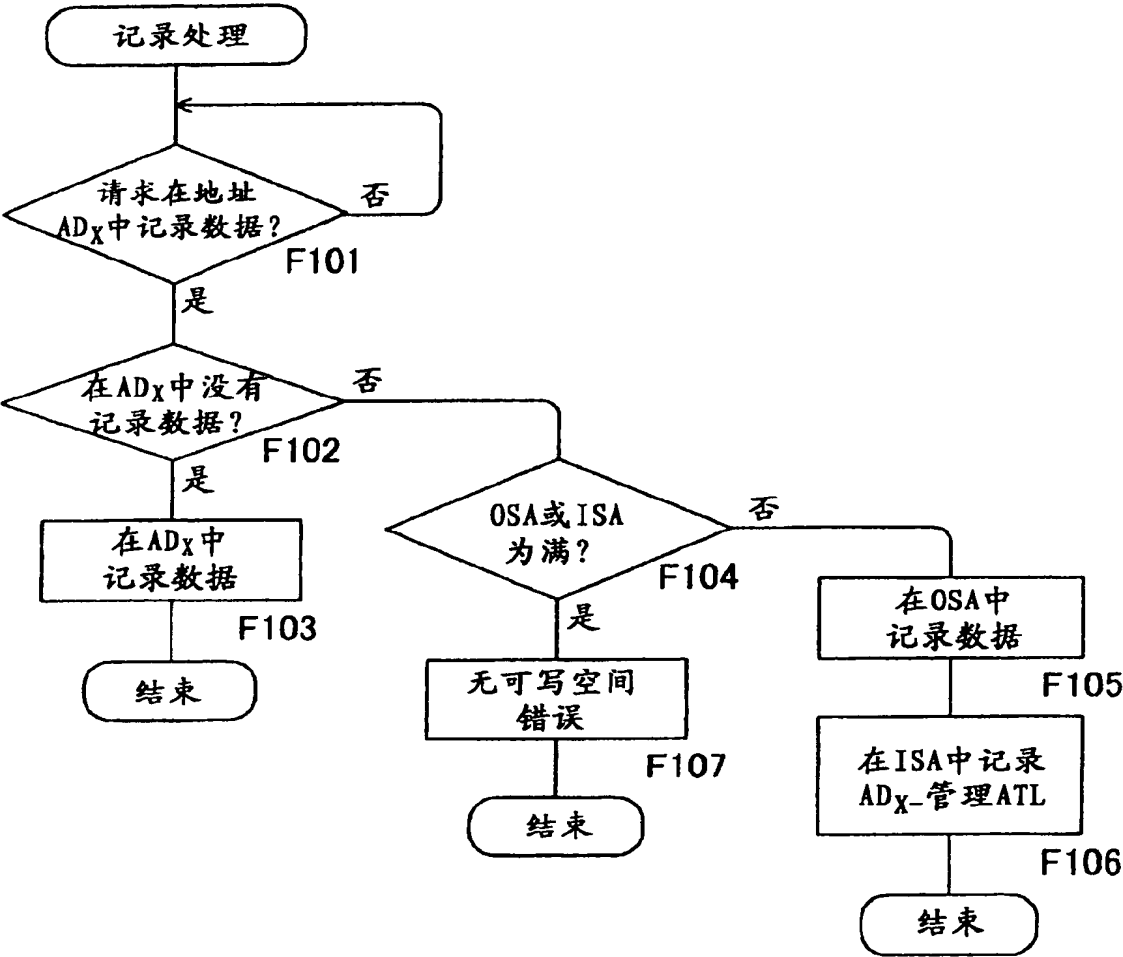 记录处理
请求在地址
ADX中记录数据?
否
F101
是
在ADX中没有
记录数据?
否
F102
是
在ADX中
记录数据
F103
结束
OSA或ISA
为满?
否
F104
是
无可写空间
错误
F107
结束
在OSA中
记录数据
F105
在ISA中记录
ADX-管理ATL
F106
结束